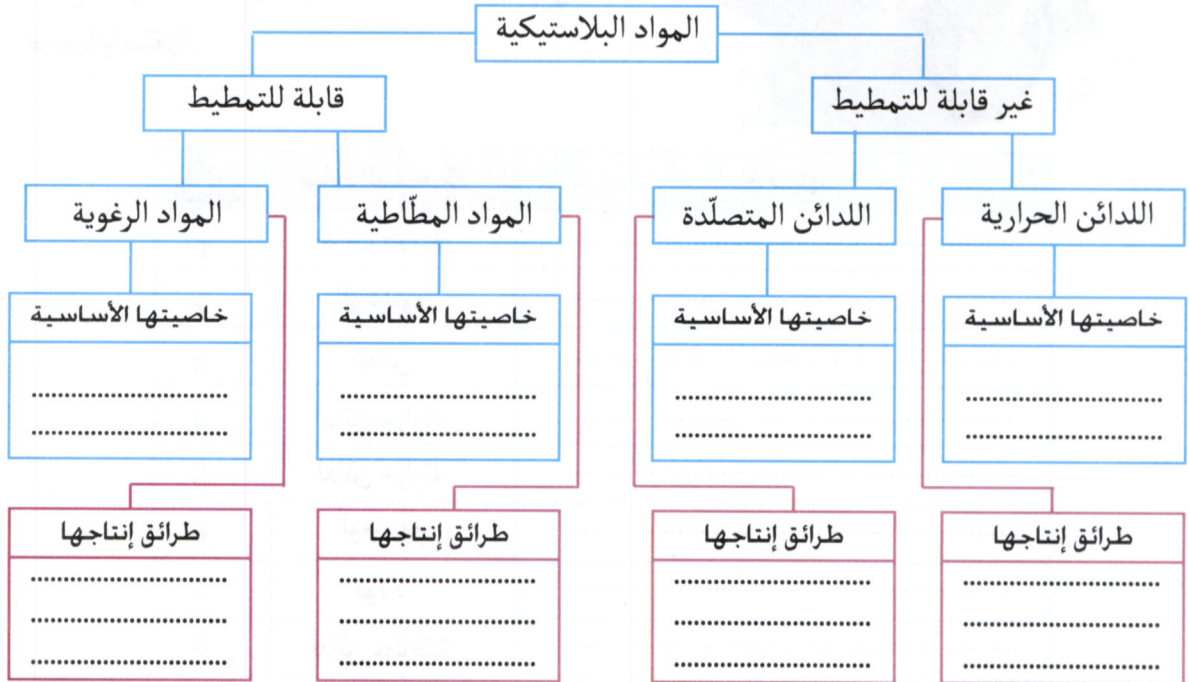 المواد البلاستيكية
غير قابلة للتمطيط
قابلة للتمطيط
اللدائن الحرارية
اللدائن المتصلّدة
المواد المطّاطية
المواد الرغوية
خاصيتها الأساسية
خاصيتها الأساسية
خاصيتها الأساسية
خاصيتها الأساسية
طرائق إنتاجها
طرائق إنتاجها
طرائق إنتاجها
طرائق إنتاجها